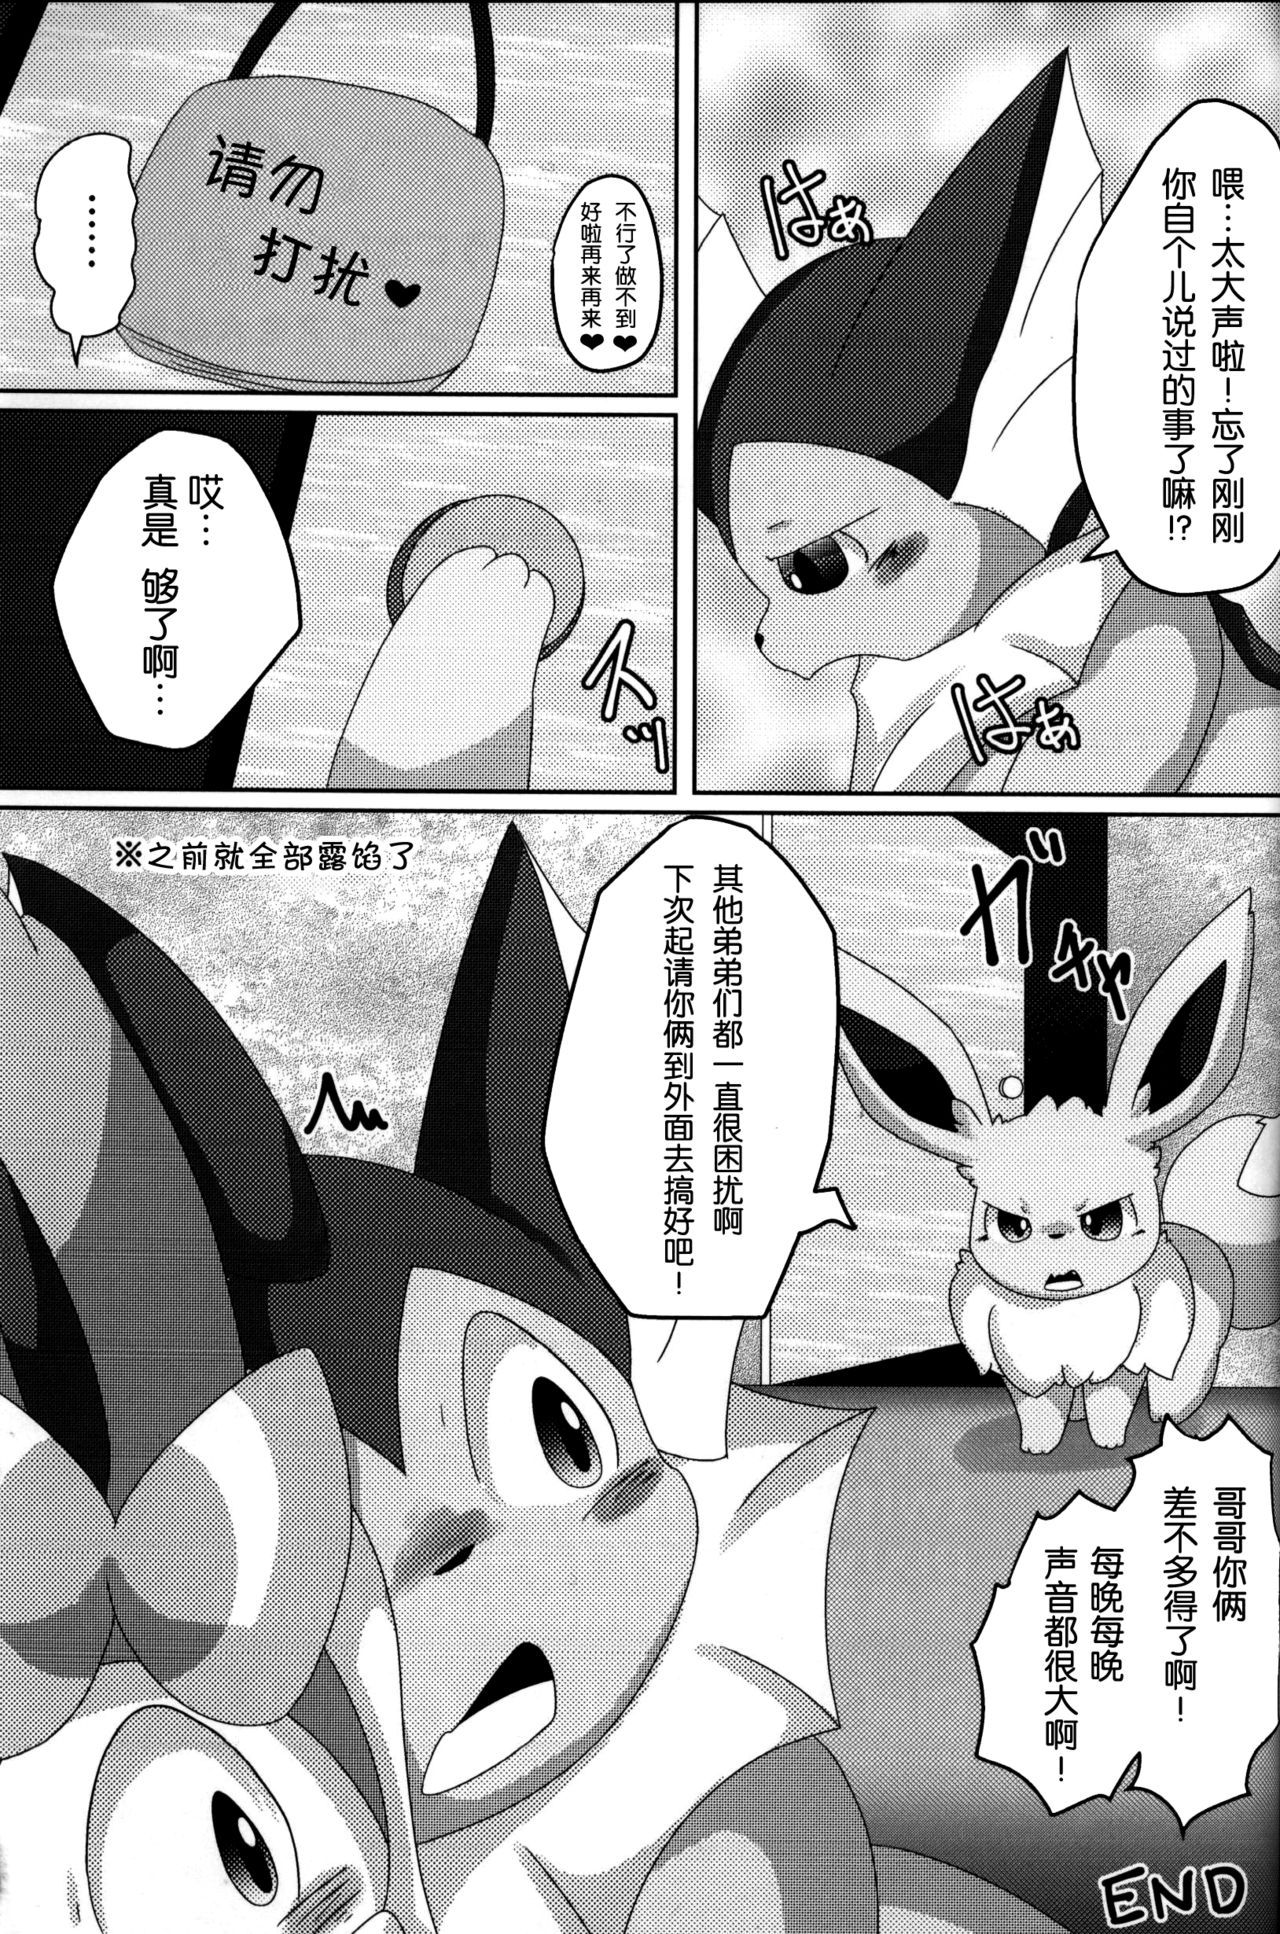 喂…太大声啦！忘了刚刚
你自个儿说过的事了嘛!?
はぁ
はぁ
请勿
打扰♥
不行了做不到♥
好啦再来再来♥
……
哎…
真是 够了啊…
スッ
ガチャ
※之前就全部露馅了
其他弟弟们都一直很困扰啊
下次起请你俩到外面去搞好吧！
哥哥你俩
差不多得了啊！
每晚每晚
声音都很大啊！
END